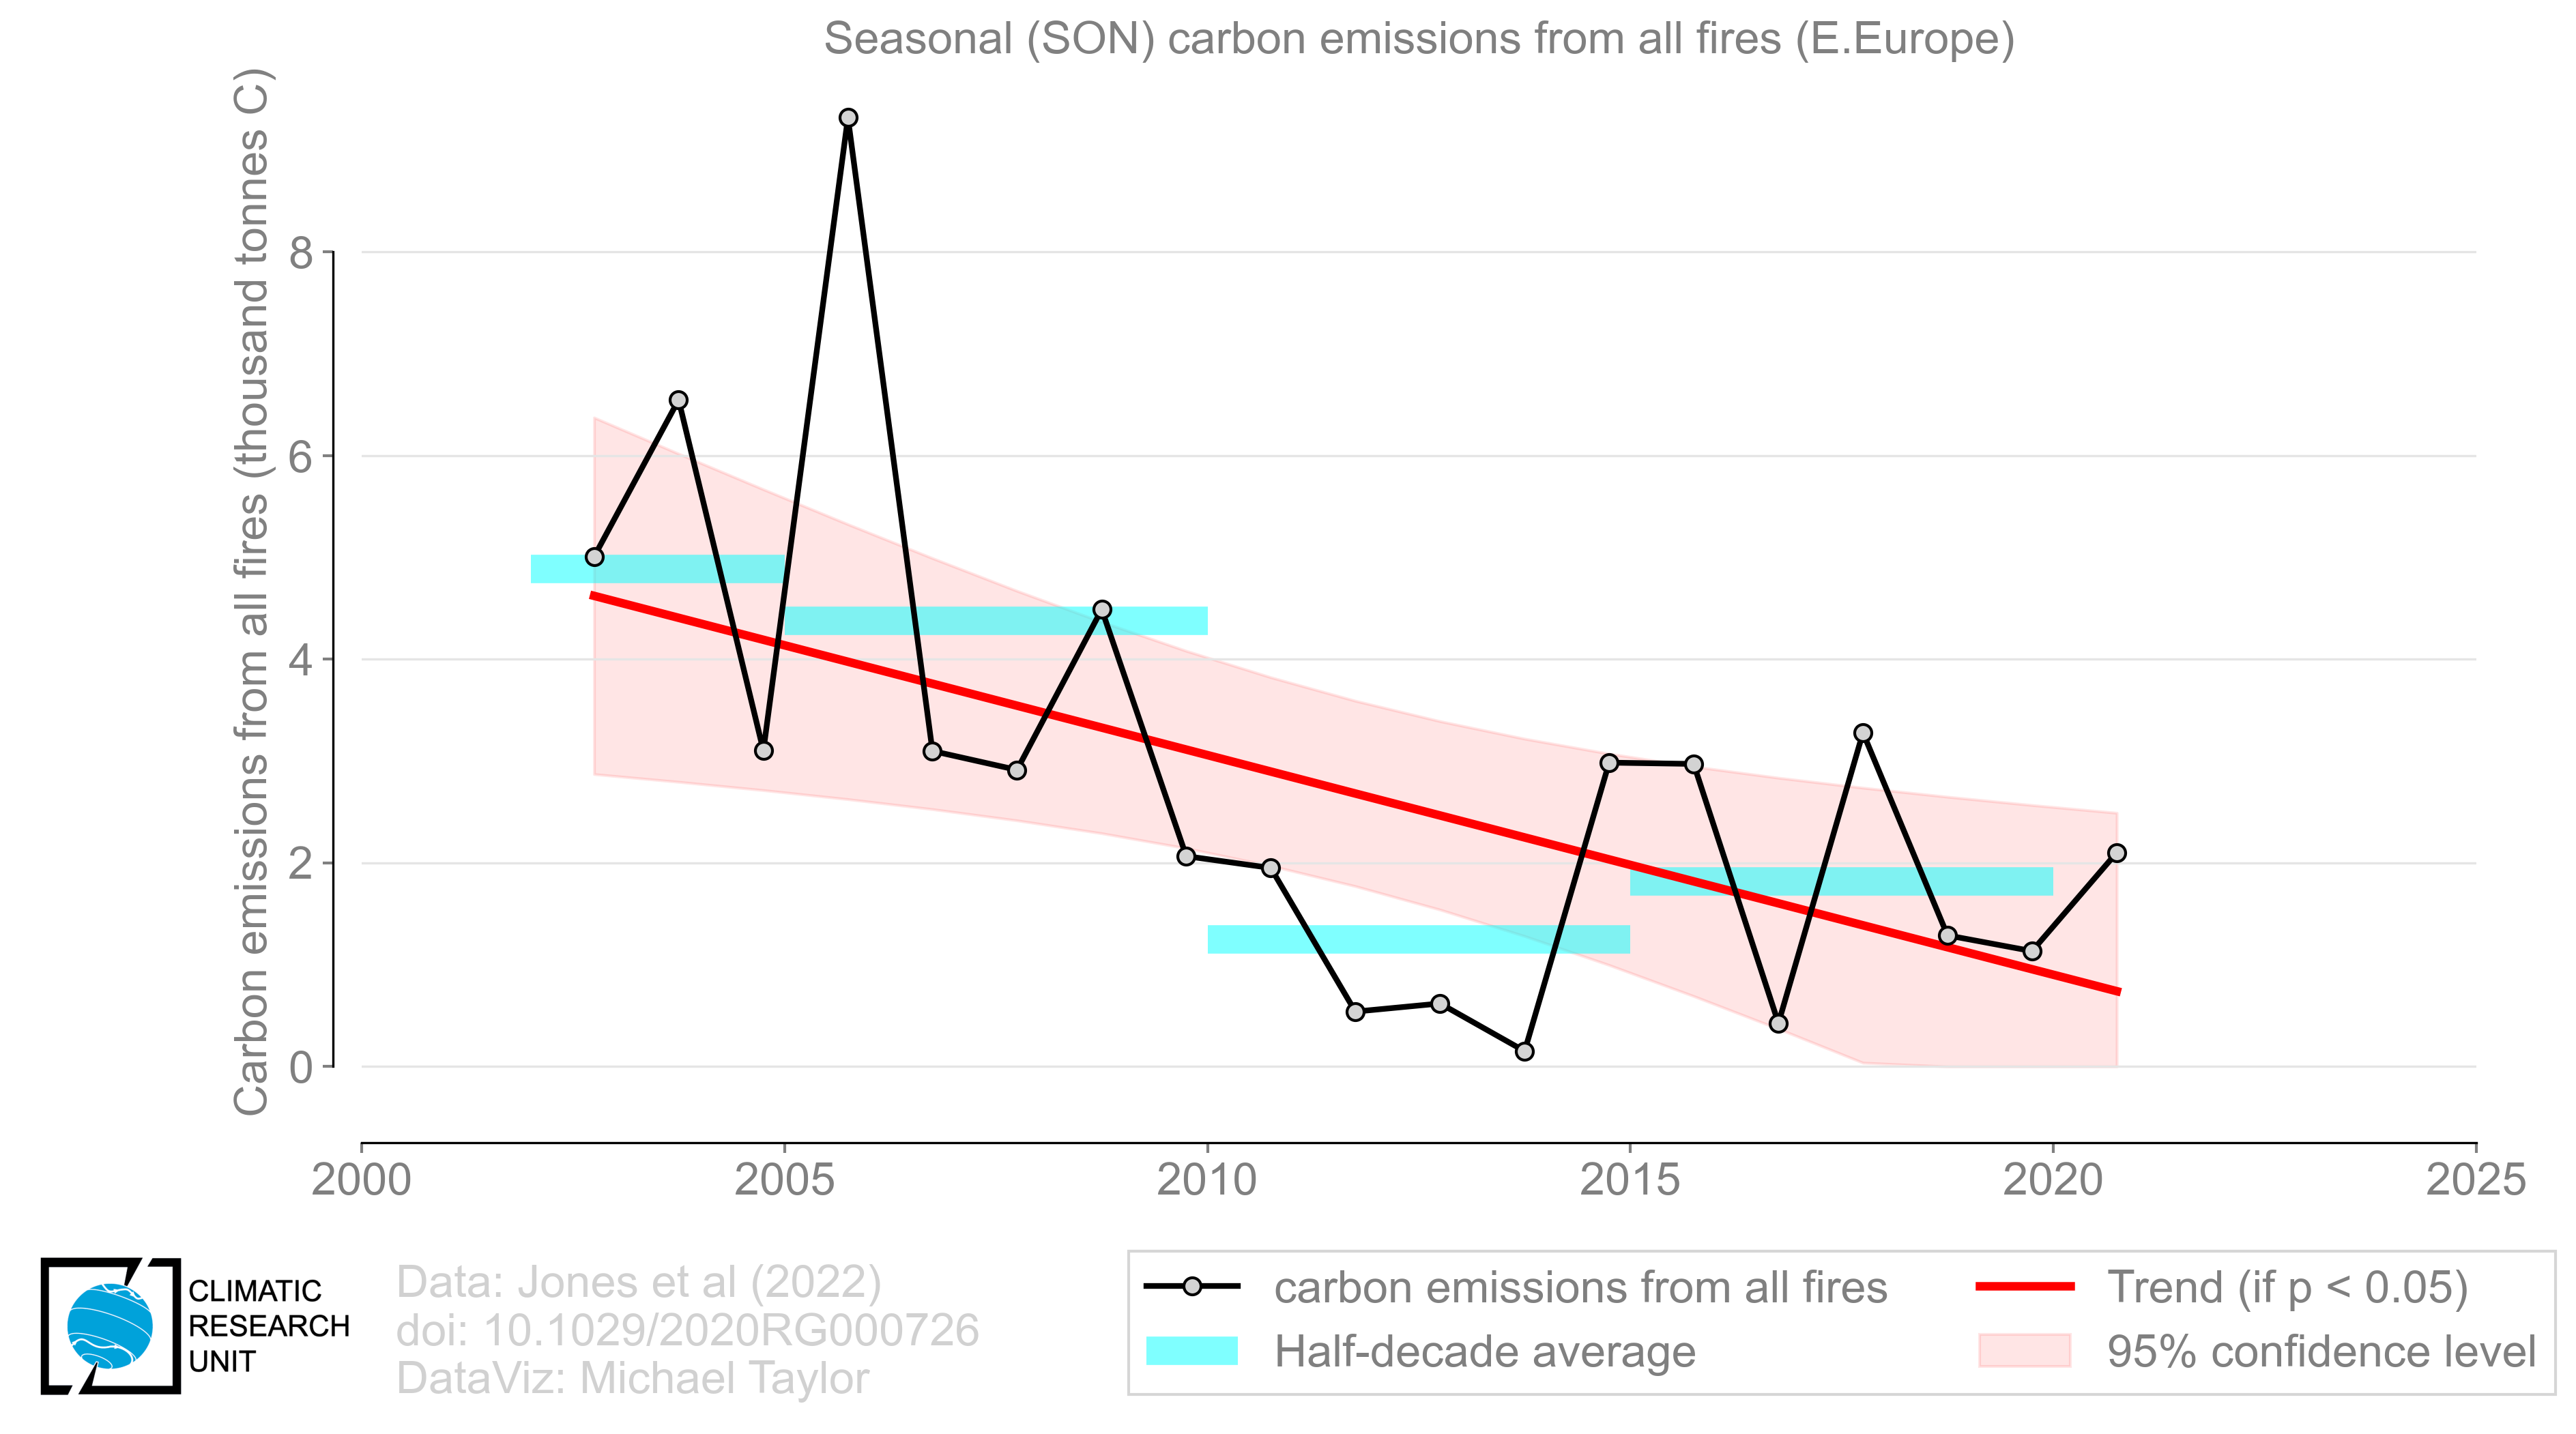 Seasonal (SON) carbon emissions from all fires (E.Europe)
Carbon emissions from all fires (thousand tonnes C)
8
6
4
2
0
2000 2005 2010 2015 2020 2025
CLIMATIC
RESEARCH
UNIT
Data: Jones et al (2022)
doi: 10.1029/2020RG000726
DataViz: Michael Taylor
carbon emissions from all fires
Half-decade average
Trend (if p < 0.05)
95% confidence level